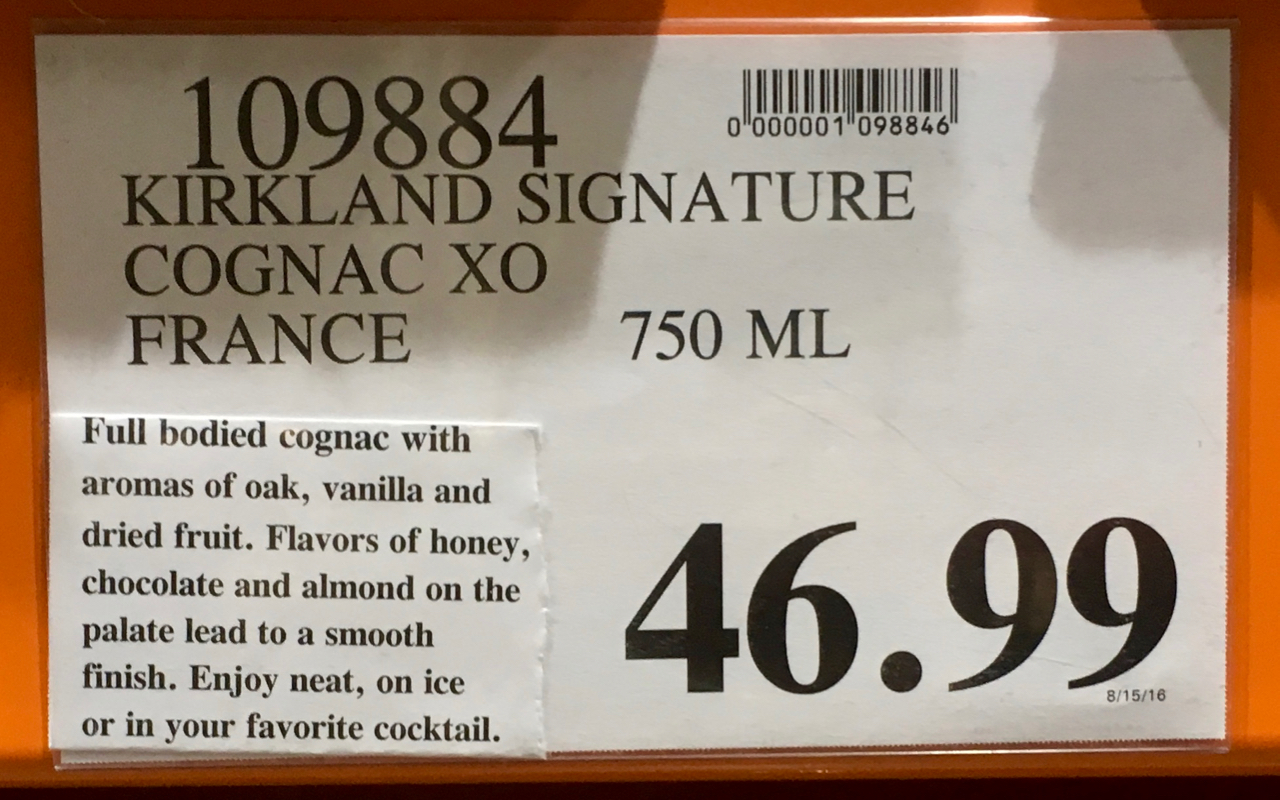 109884
0 000001 098846
KIRKLAND SIGNATURE
COGNAC XO
FRANCE 750 ML
Full bodied cognac with
aromas of oak, vanilla and
dried fruit. Flavors of honey,
chocolate and almond on the
palate lead to a smooth
finish. Enjoy neat, on ice
or in your favorite cocktail.
46.99
8/15/16